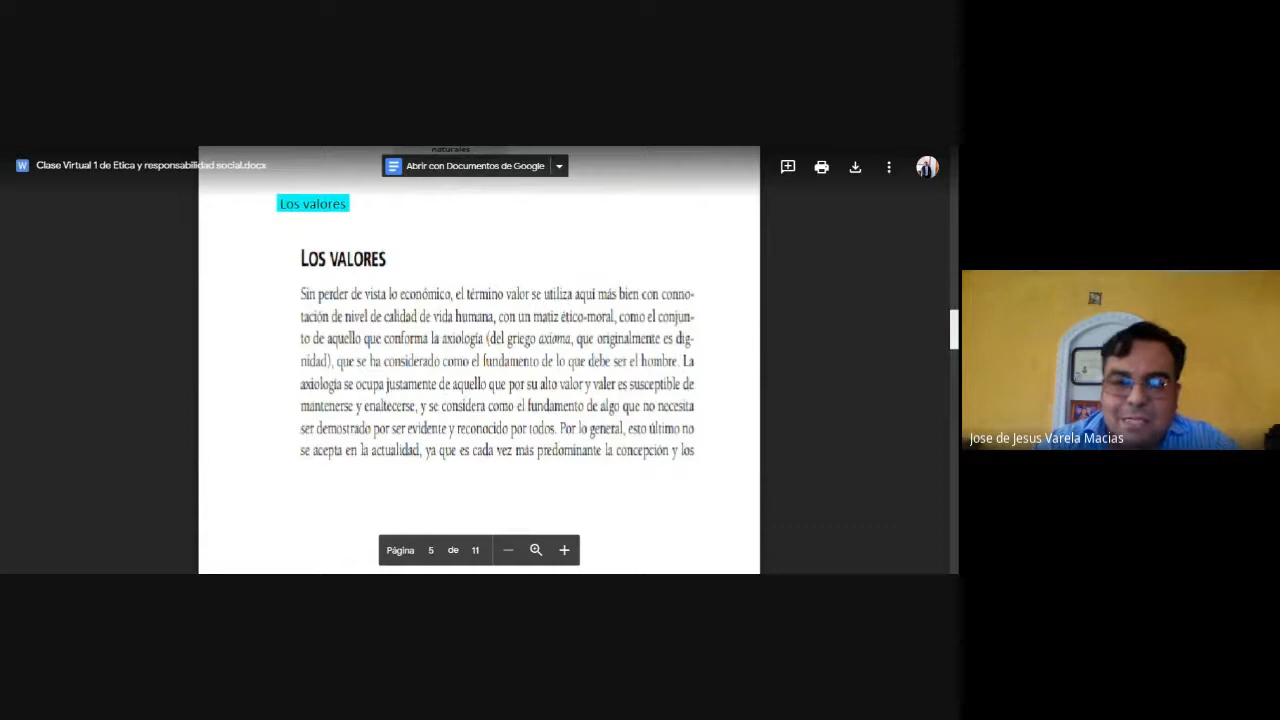 naturales
Clase Virtual 1 de Etica y responsabilidad social.docx
Abrir con Documentos de Google
Los valores
LOS VALORES
Sin perder de vista lo económico, el término valor se utiliza aquí más bien con conno-
tación de nivel de calidad de vida humana, con un matiz ético-moral, como el conjun-
to de aquello que conforma la axiología (del griego axioma, que originalmente es dig-
nidad), que se ha considerado como el fundamento de lo que debe ser el hombre. La
axiología se ocupa justamente de aquello que por su alto valor y valer es susceptible de
mantenerse y enaltecerse, y se considera como el fundamento de algo que no necesita
ser demostrado por ser evidente y reconocido por todos. Por lo general, esto último no
se acepta en la actualidad, ya que es cada vez más predominante la concepción y los
Página 5 de 11
Jose de Jesus Varela Macias